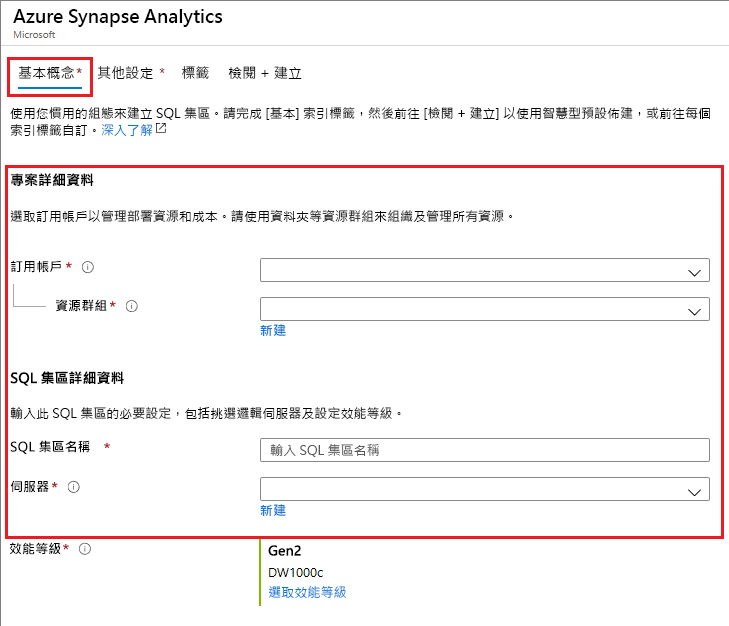 Azure Synapse Analytics
Microsoft
基本概念* 其他設定 * 標籤 檢閱 + 建立
使用您慣用的組態來建立 SQL 集區。請完成 [基本] 索引標籤，然後前往 [檢閱 + 建立] 以使用智慧型預設佈建，或前往每個
索引標籤自訂。深入了解
專案詳細資料
選取訂用帳戶以管理部署資源和成本。請使用資料夾等資源群組來組織及管理所有資源。
訂用帳戶 *
資源群組 *
新建
SQL 集區詳細資料
輸入此 SQL 集區的必要設定，包括挑選邏輯伺服器及設定效能等級。
SQL 集區名稱 * 輸入 SQL 集區名稱
伺服器 *
新建
效能等級 * Gen2
DW1000c
選取效能等級